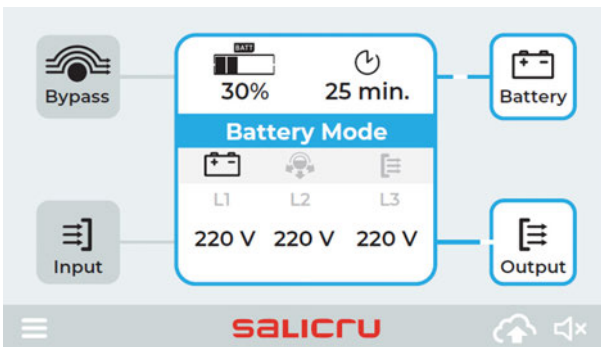 BATT
30%
25 min.
Bypass
Battery
Battery Mode
L1 L2 L3
220 V 220 V 220 V
Input
Output
SALICRU